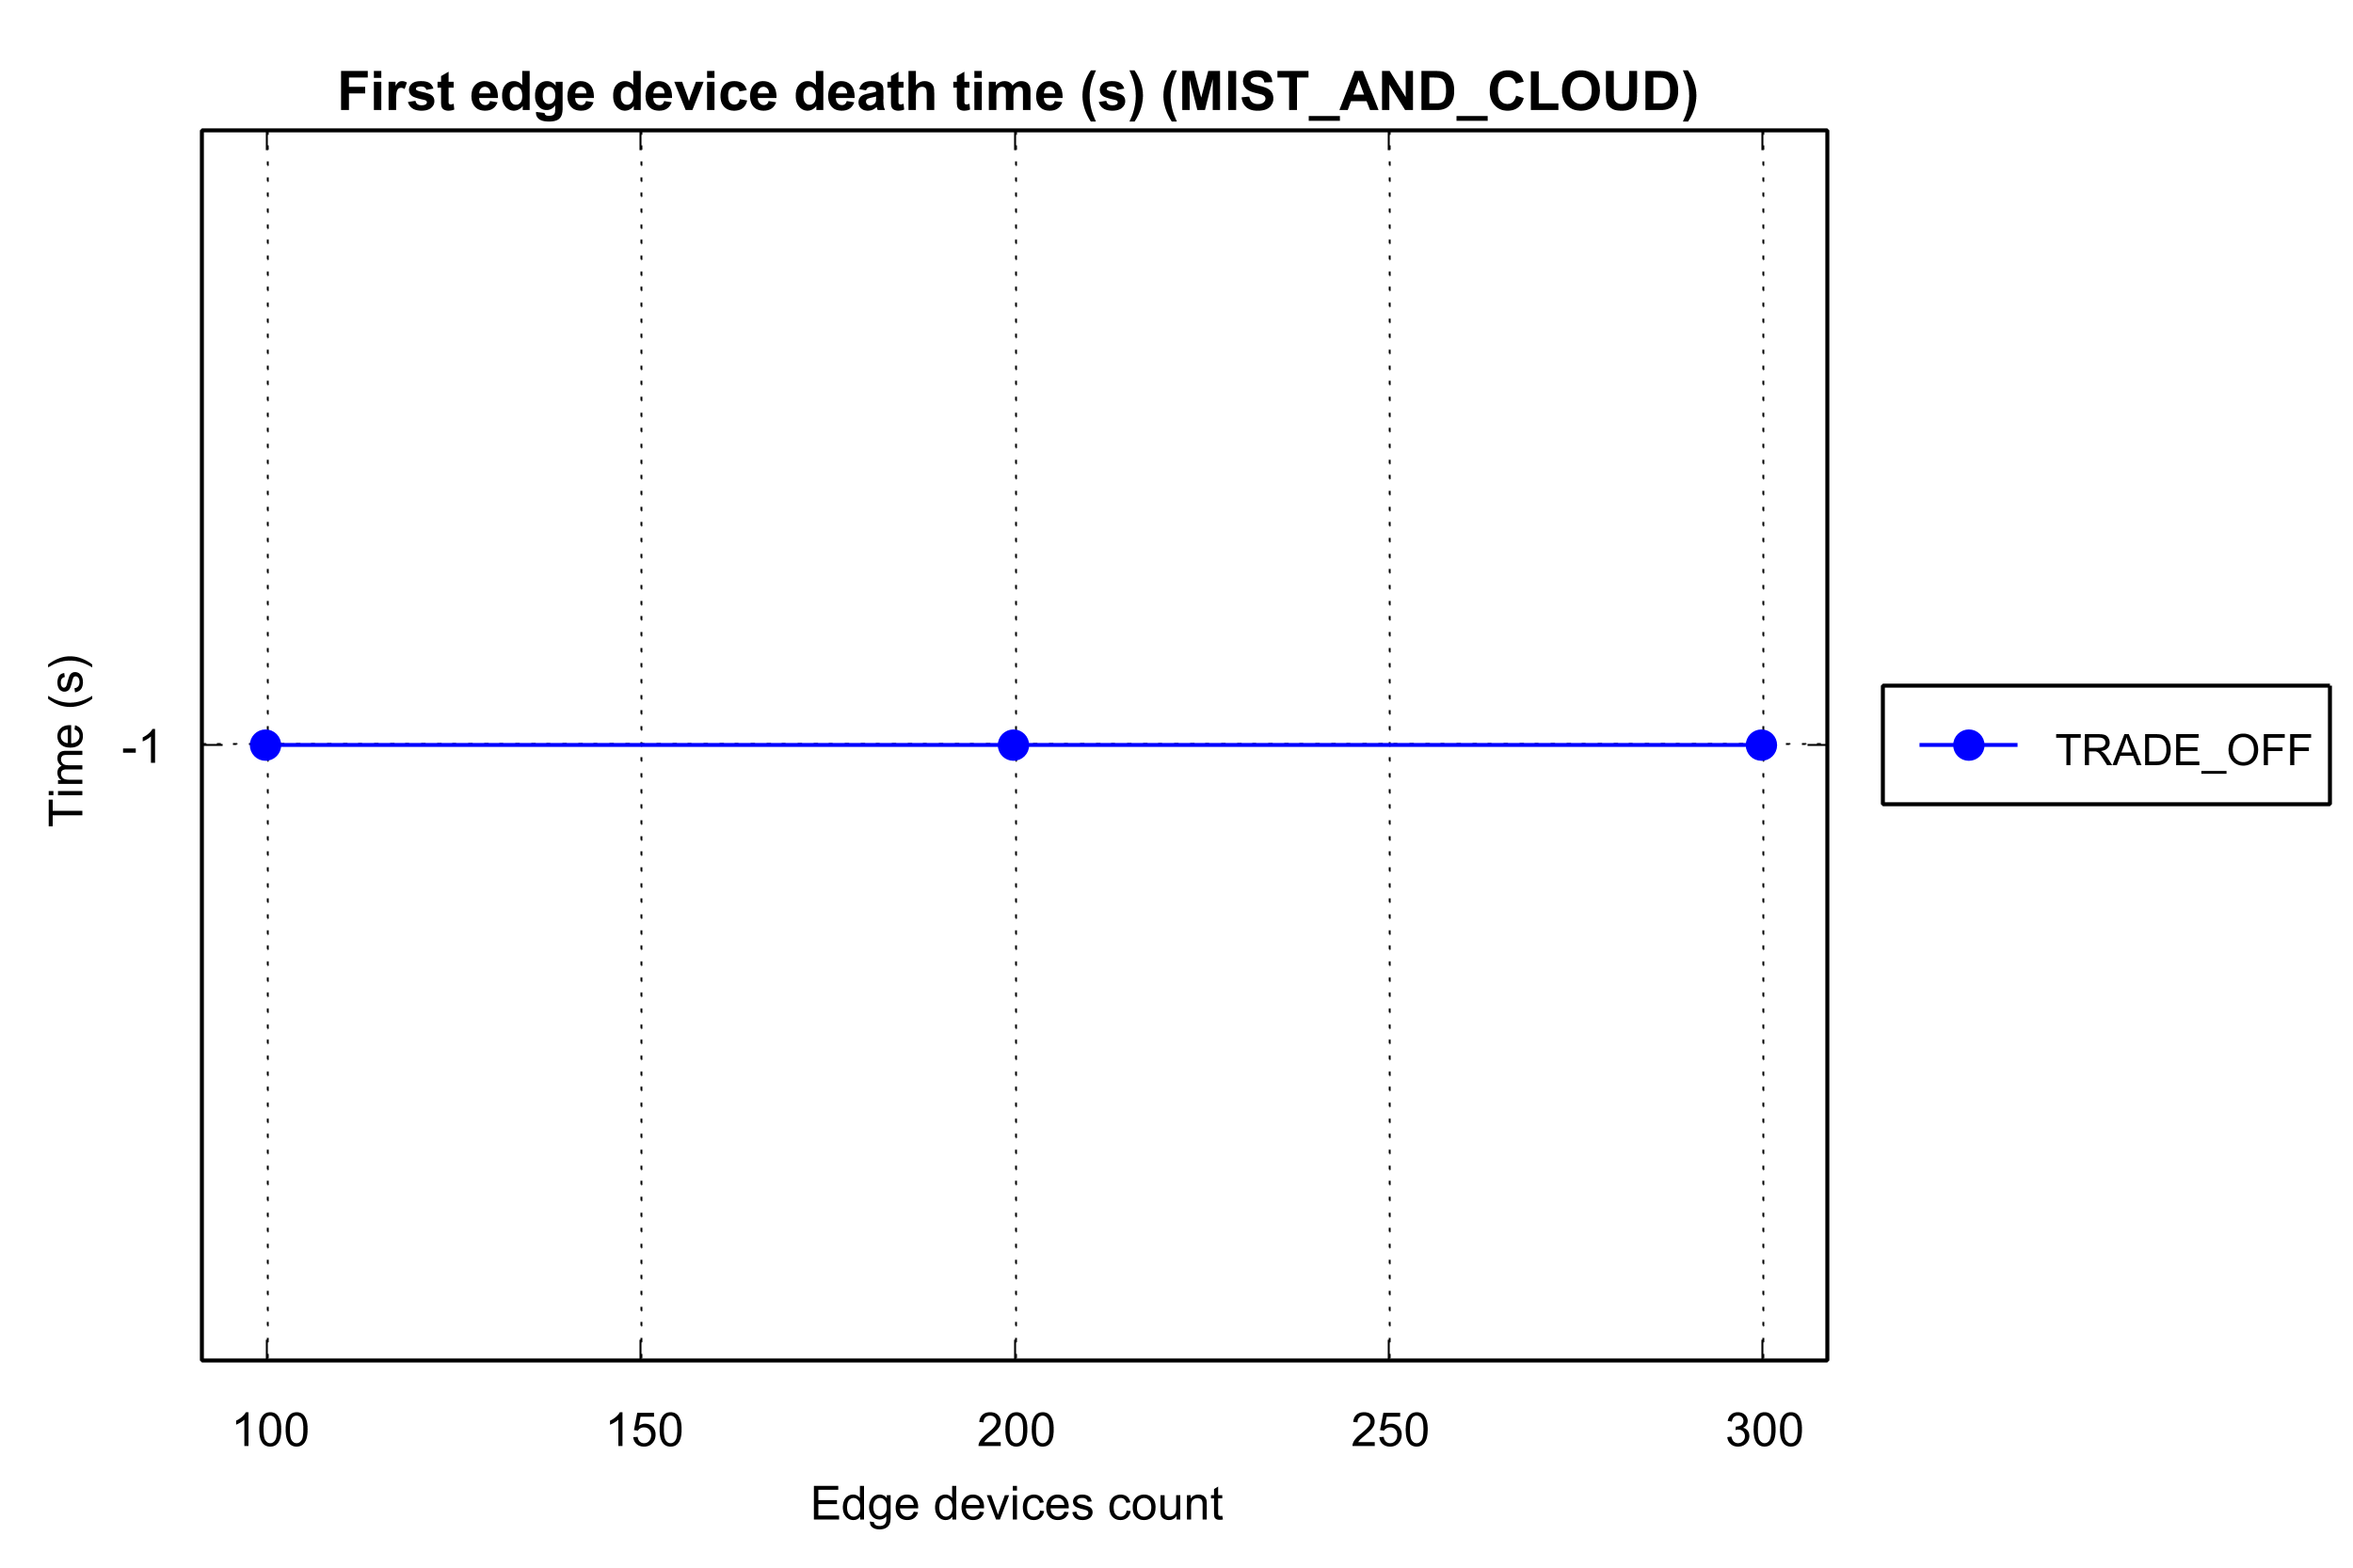 First edge device death time (s) (MIST_AND_CLOUD)
Time (s)
-1
TRADE_OFF
100 150 200 250 300
Edge devices count